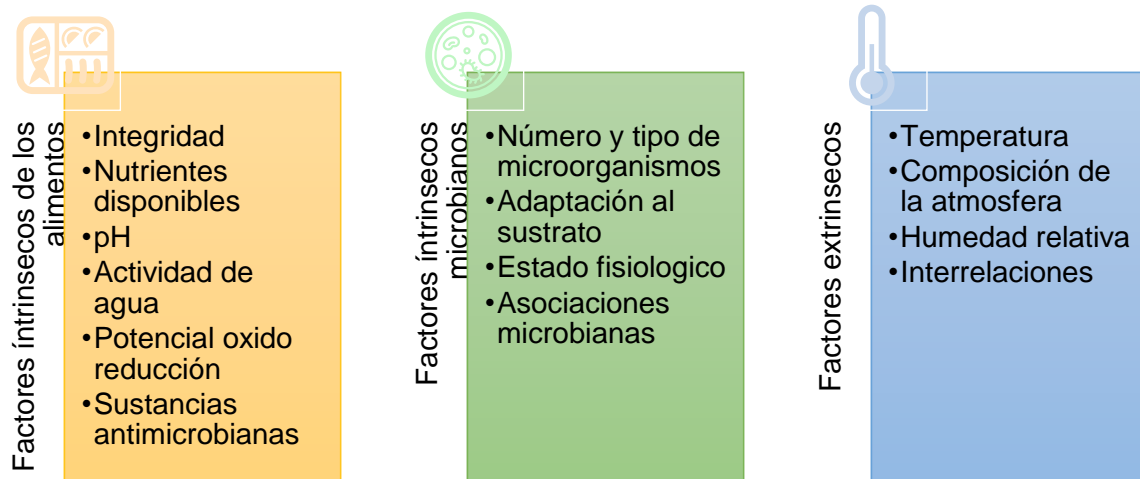 Factores íntrinsecos de los
alimentos
•Integridad
•Nutrientes
disponibles
•pH
•Actividad de
agua
•Potencial oxido
reducción
•Sustancias
antimicrobianas
Factores íntrinsecos
microbianos
•Número y tipo de
microorganismos
•Adaptación al
sustrato
•Estado fisiologico
•Asociaciones
microbianas
Factores extrinsecos
•Temperatura
•Composición de
la atmosfera
•Humedad relativa
•Interrelaciones